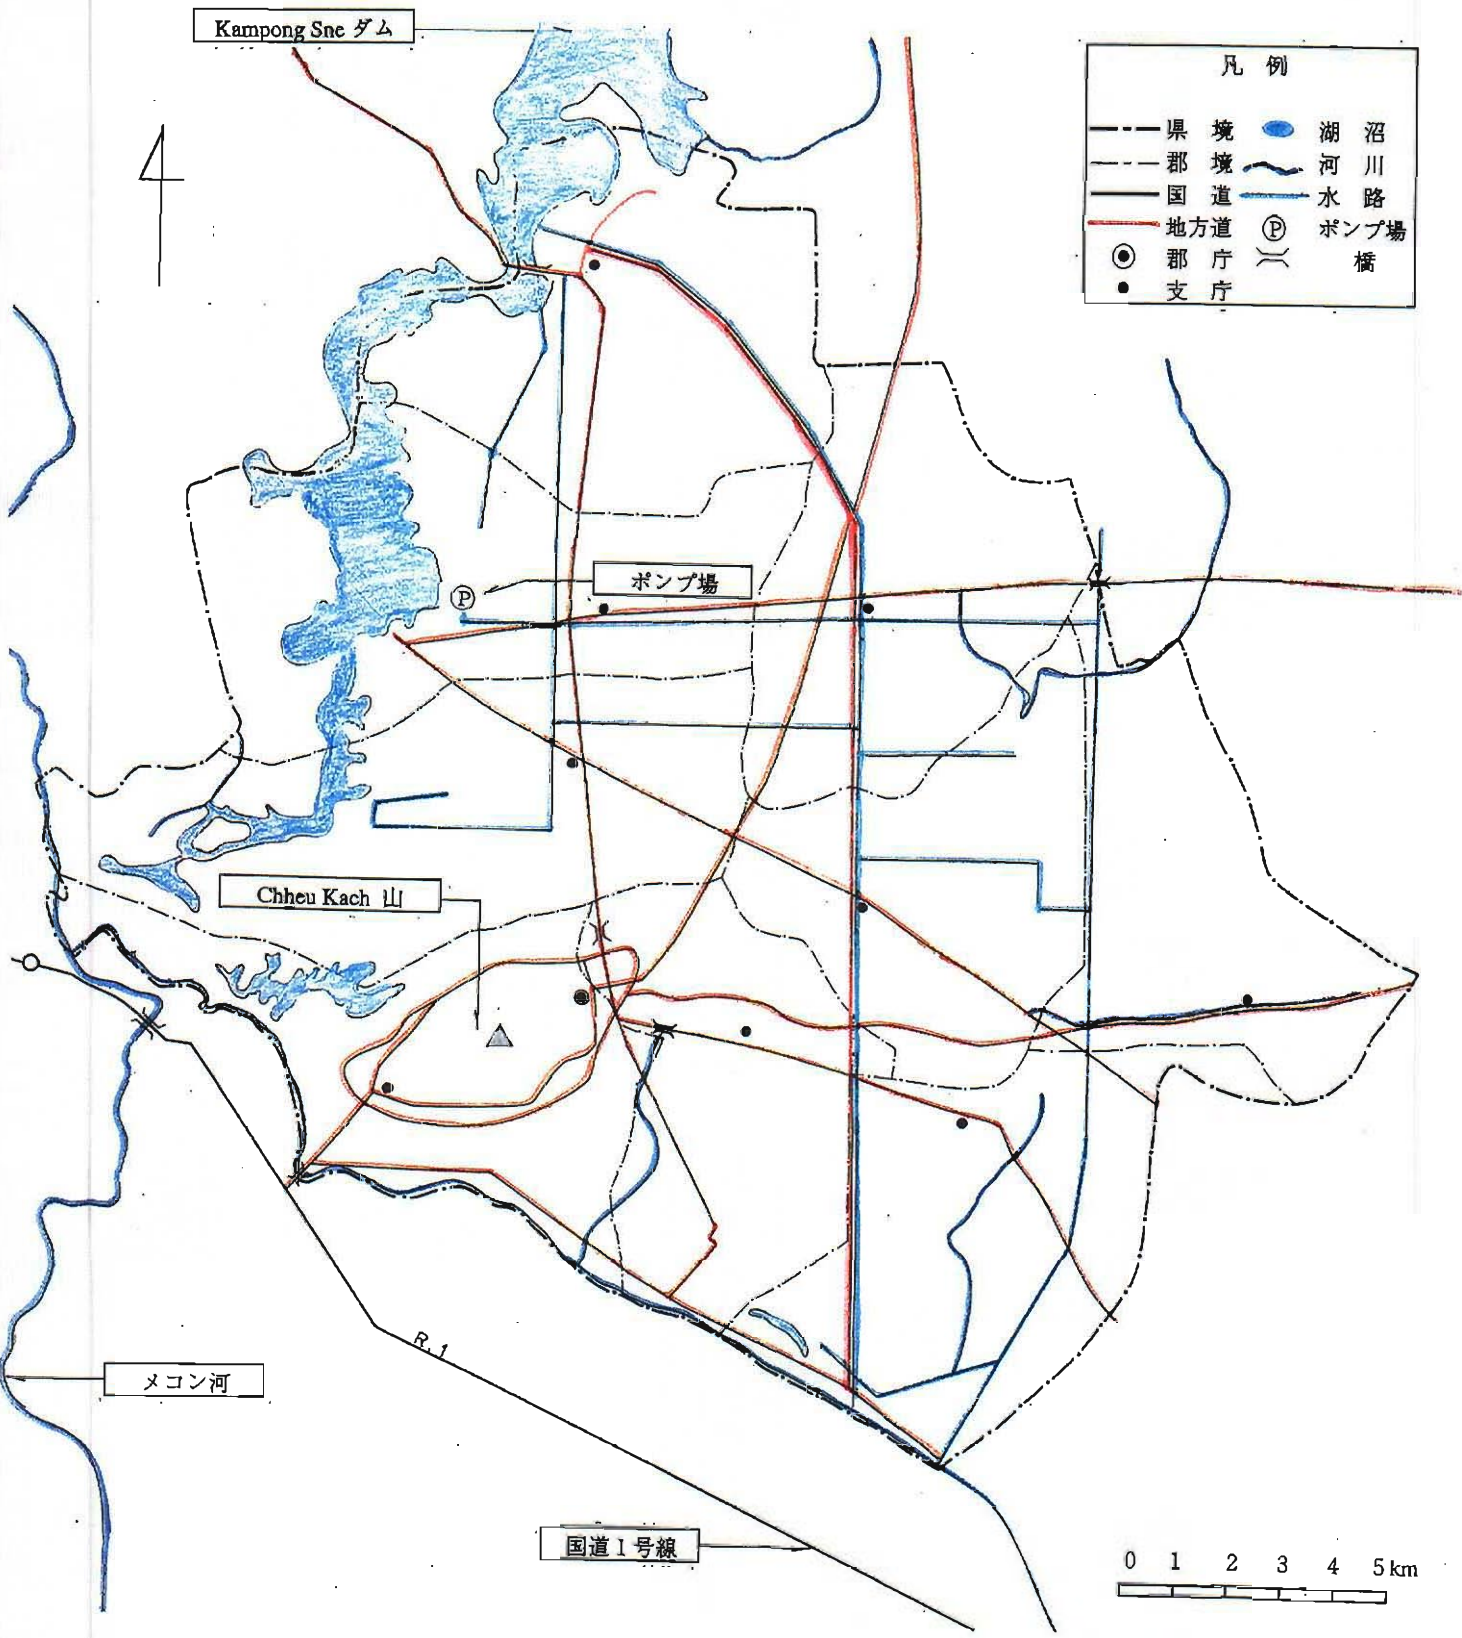 Kampong Sne ダム
凡 例
県 境
湖 沼
郡 境
河 川
国 道
水 路
地方道
Ⓟ
ポンプ場
郡 庁
橋
支 庁
ポンプ場
Ⓟ
Chheu Kach 山
R.1
メコン河
国道1号線
0 1 2 3 4 5km